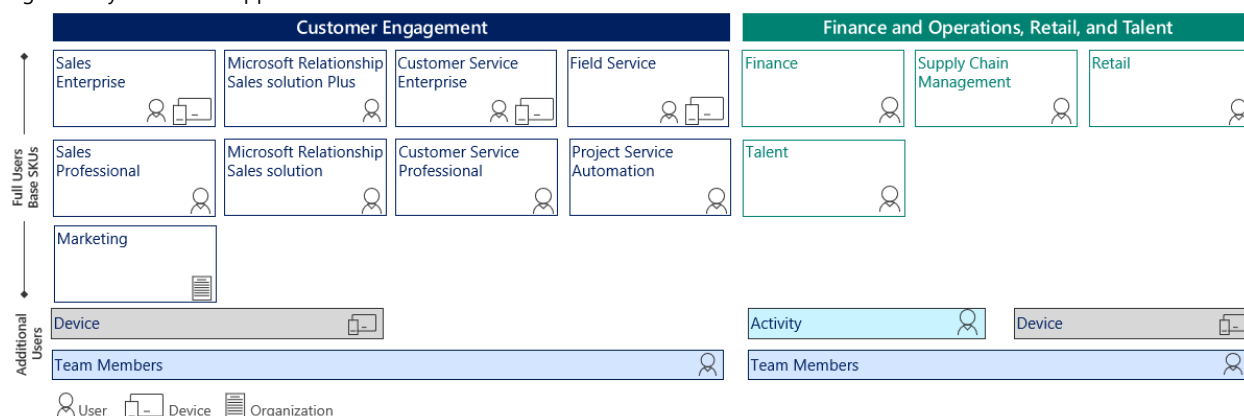 Customer Engagement
Finance and Operations, Retail, and Talent
Full Users
Base SKUs
Sales
Enterprise
Microsoft Relationship
Sales solution Plus
Customer Service
Enterprise
Field Service
Finance
Supply Chain
Management
Retail
Sales
Professional
Microsoft Relationship
Sales solution
Customer Service
Professional
Project Service
Automation
Talent
Marketing
Additional
Users
Device
Activity
Device
Team Members
Team Members
User
Device
Organization